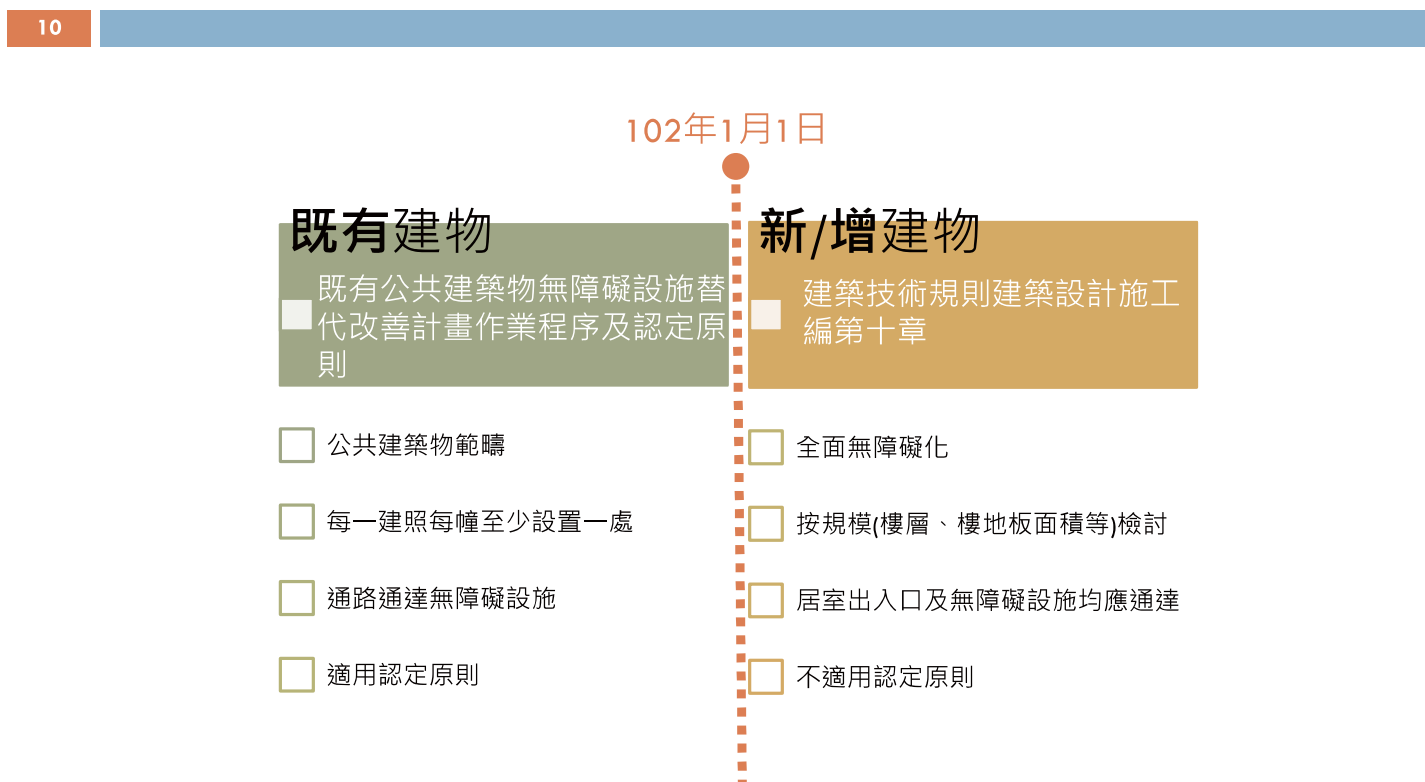 10
102年1月1日
既有建物
既有公共建築物無障礙設施替
代改善計畫作業程序及認定原
則
公共建築物範疇
每一建照每幢至少設置一處
通路通達無障礙設施
適用認定原則
新/增建物
建築技術規則建築設計施工
編第十章
全面無障礙化
按規模(樓層、樓地板面積等)檢討
居室出入口及無障礙設施均應通達
不適用認定原則